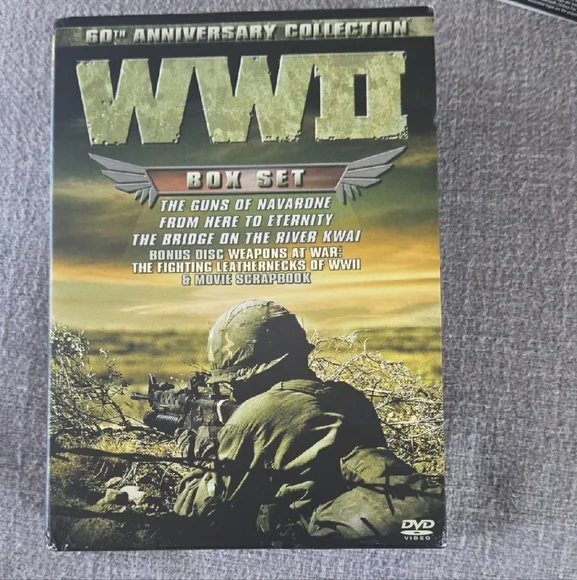 60TH ANNIVERSARY COLLECTION
WWII
BOX SET
THE GUNS OF NAVARONE
FROM HERE TO ETERNITY
THE BRIDGE ON THE RIVER KWAI
BONUS DISC WEAPONS AT WAR:
THE FIGHTING LEATHERNECKS OF WWII
& MOVIE SCRAPBOOK
DVD
VIDEO